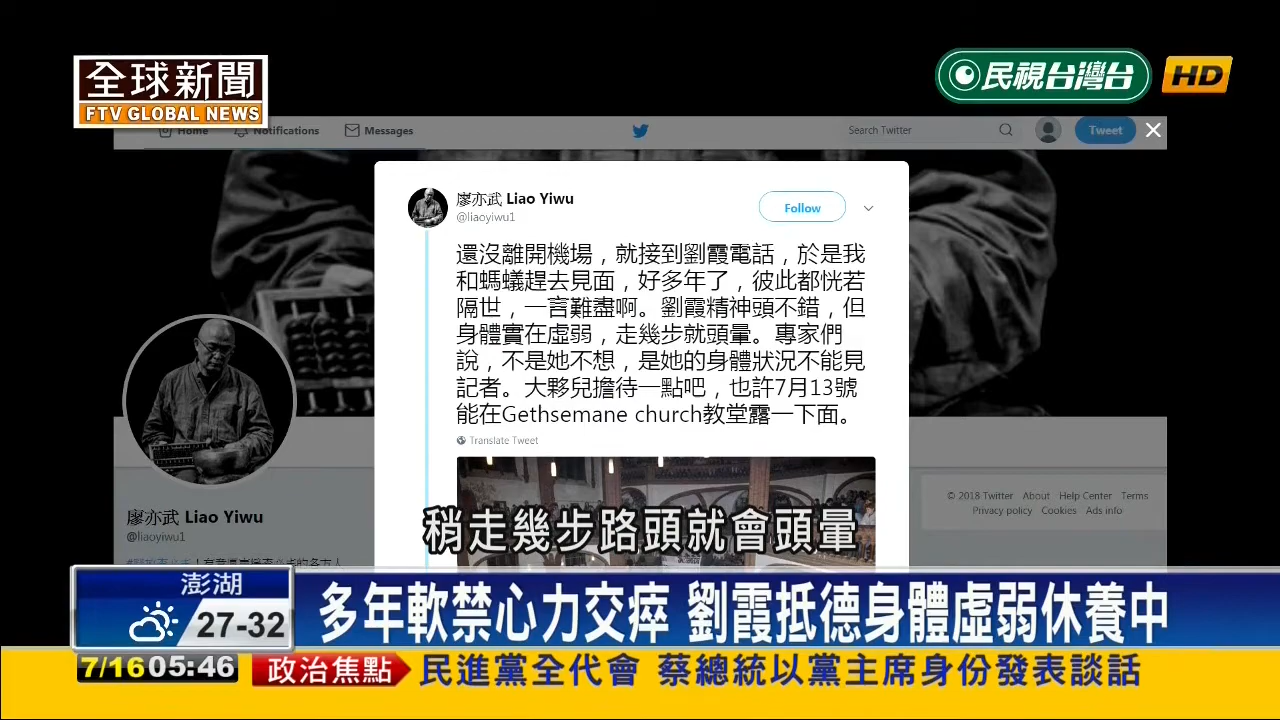 全球新聞
FTV GLOBAL NEWS
民視台灣台
HD
Home
Notifications
Messages
Search Twitter
Tweet
廖亦武 Liao Yiwu
@liaoyiwu1
Follow
還沒離開機場，就接到劉霞電話，於是我
和螞蟻趕去見面，好多年了，彼此都恍若
隔世，一言難盡啊。劉霞精神頭不錯，但
身體實在虛弱，走幾步就頭暈。專家們
說，不是她不想，是她的身體狀況不能見
記者。大夥兒擔待一點吧，也許7月13號
能在Gethsemane church教堂露一下面。
Translate Tweet
廖亦武 Liao Yiwu
@liaoyiwu1
© 2018 Twitter About Help Center Terms
Privacy policy Cookies Ads info
稍走幾步路頭就會頭暈
澎湖
27-32
多年軟禁心力交瘁 劉霞抵德身體虛弱休養中
7/16 05:46
政治焦點
民進黨全代會 蔡總統以黨主席身份發表談話